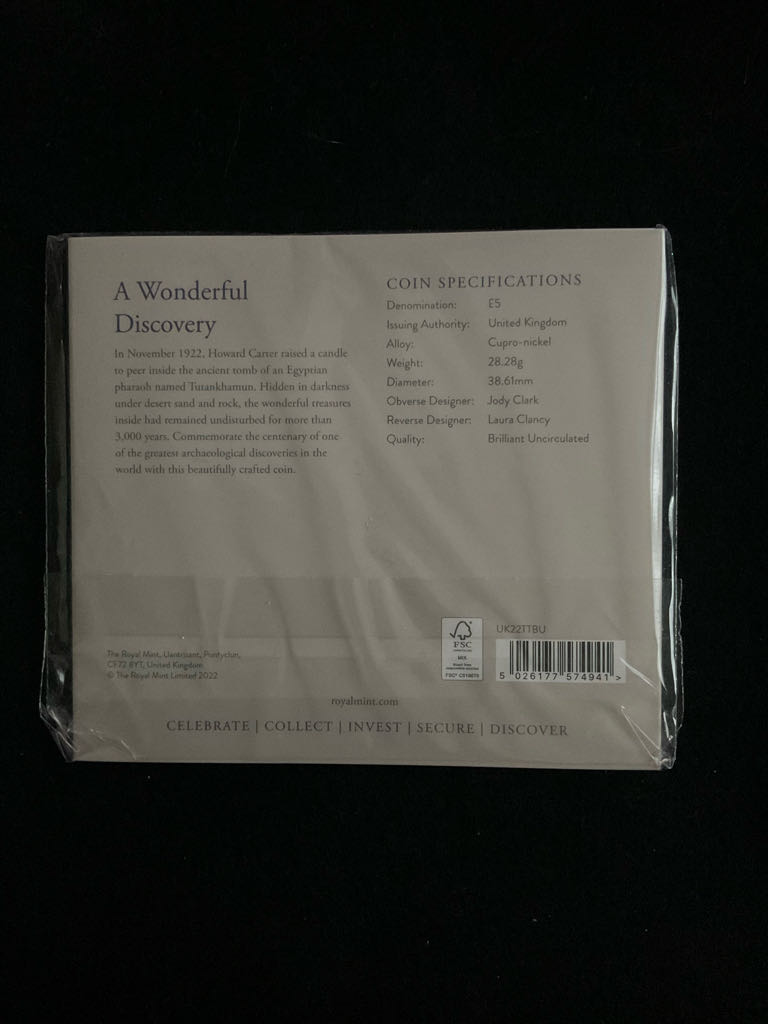 A Wonderful
Discovery
In November 1922, Howard Carter raised a candle
to peer inside the ancient tomb of an Egyptian
pharaoh named Tutankhamun. Hidden in darkness
under desert sand and rock, the wonderful treasures
inside had remained undisturbed for more than
3,000 years. Commemorate the centenary of one
of the greatest archaeological discoveries in the
world with this beautifully crafted coin.
COIN SPECIFICATIONS
Denomination: £5
Issuing Authority: United Kingdom
Alloy: Cupro-nickel
Weight: 28.28g
Diameter: 38.61mm
Obverse Designer: Jody Clark
Reverse Designer: Laura Clancy
Quality: Brilliant Uncirculated
The Royal Mint, Llantrisant, Pontyclun,
CF72 8YT, United Kingdom
© The Royal Mint Limited 2022
FSC
MIX
UK22TTBU
5 026177 574941 >
royalmint.com
CELEBRATE | COLLECT | INVEST | SECURE | DISCOVER